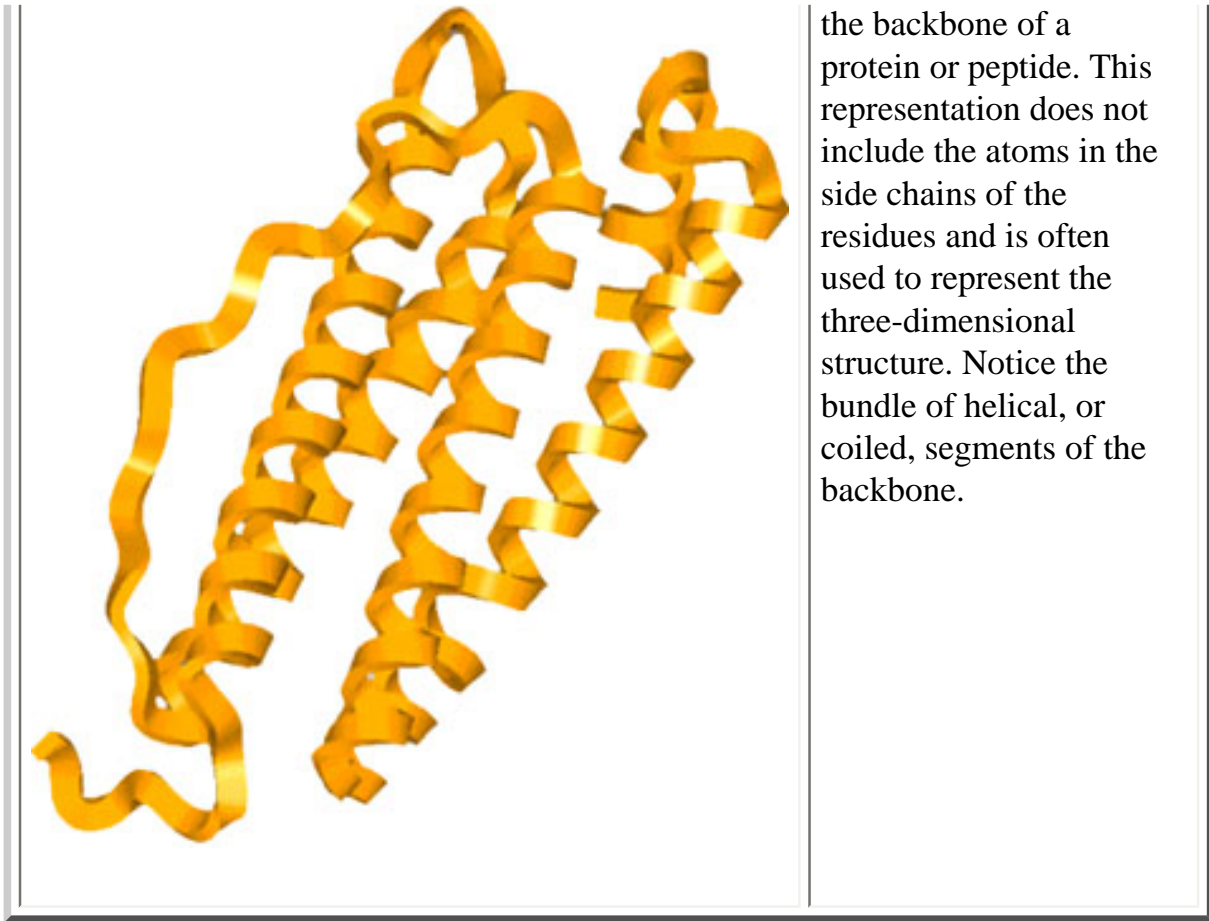 the backbone of a
protein or peptide. This
representation does not
include the atoms in the
side chains of the
residues and is often
used to represent the
three-dimensional
structure. Notice the
bundle of helical, or
coiled, segments of the
backbone.